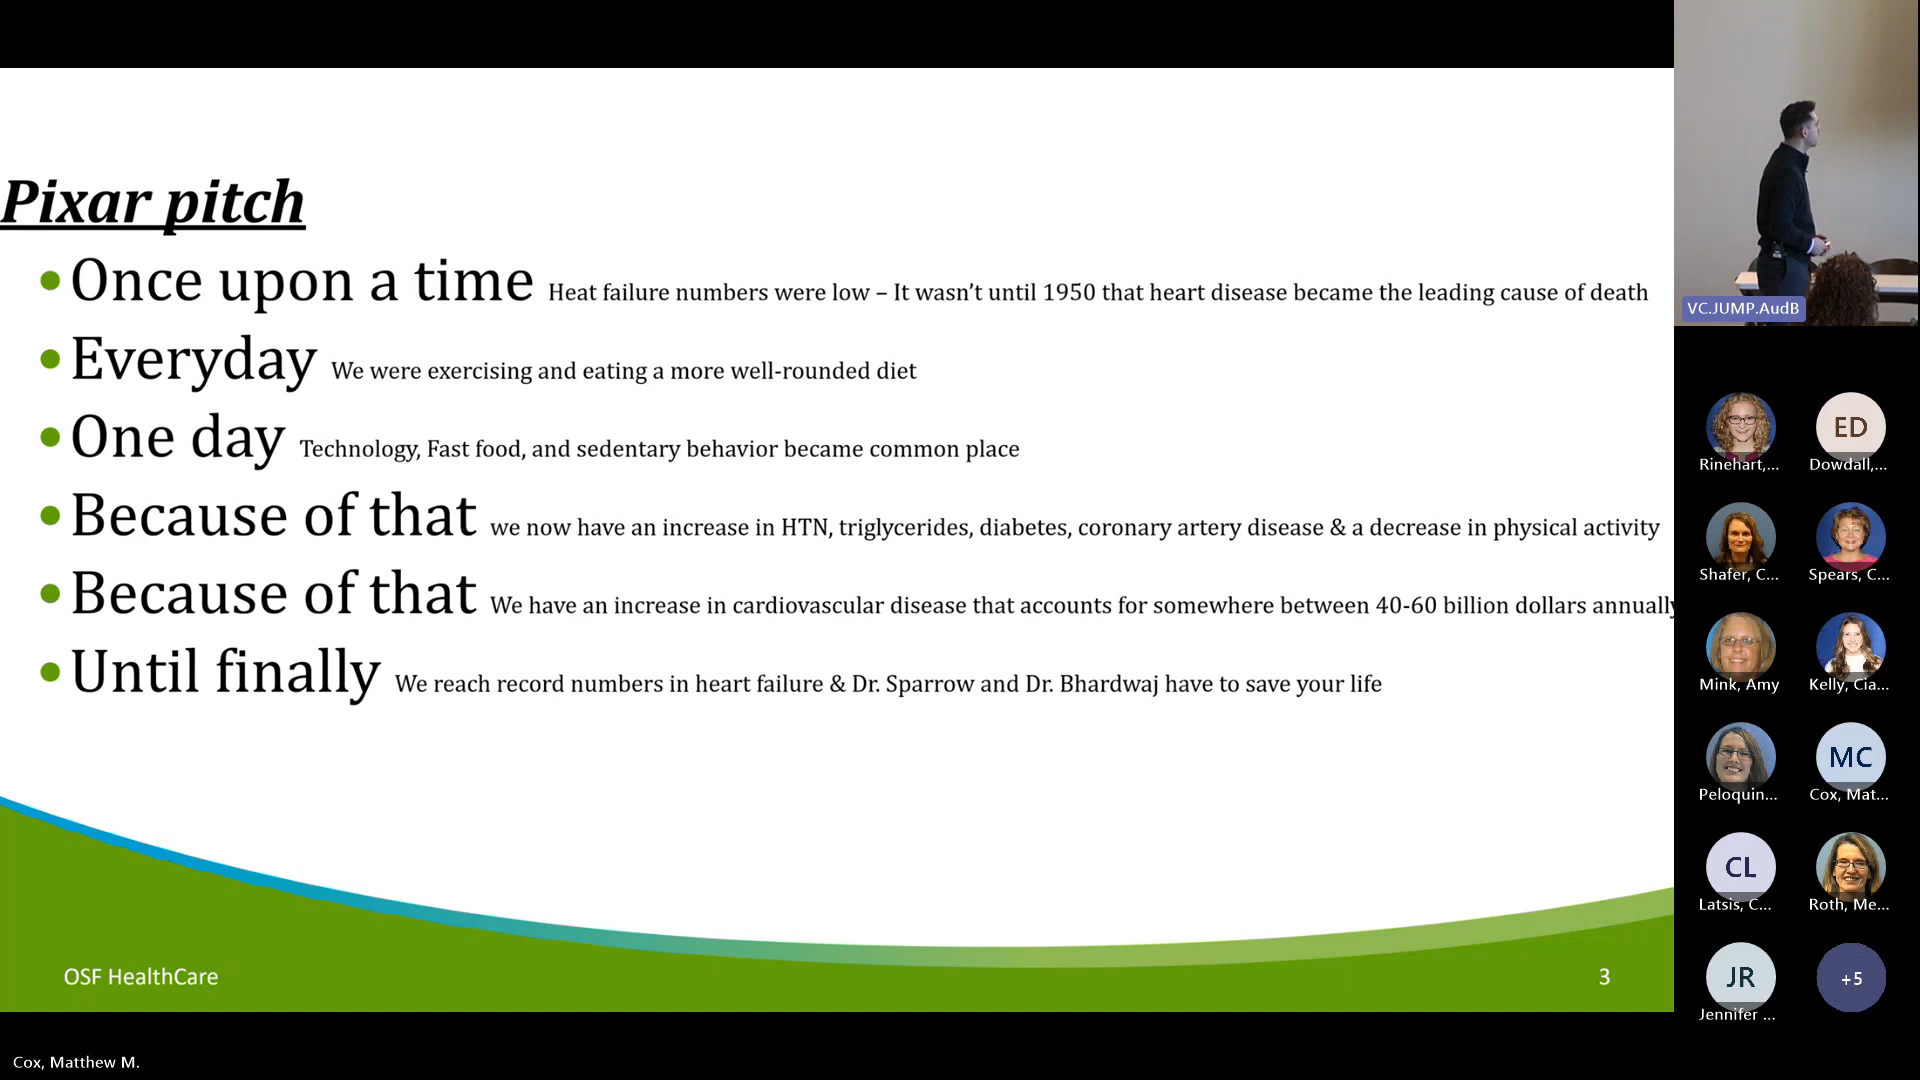 Pixar pitch
• Once upon a time Heat failure numbers were low – It wasn’t until 1950 that heart disease became the leading cause of death
• Everyday We were exercising and eating a more well-rounded diet
• One day Technology, Fast food, and sedentary behavior became common place
• Because of that we now have an increase in HTN, triglycerides, diabetes, coronary artery disease & a decrease in physical activity
• Because of that We have an increase in cardiovascular disease that accounts for somewhere between 40-60 billion dollars annually
• Until finally We reach record numbers in heart failure & Dr. Sparrow and Dr. Bhardwaj have to save your life
OSF HealthCare
3
Cox, Matthew M.
VC.JUMP.AudB
Rinehart,...
ED
Dowdall,...
Shafer, C...
Spears, C...
Mink, Amy
Kelly, Cia...
Peloquin...
MC
Cox, Mat...
CL
Latsis, C...
Roth, Me...
JR
Jennifer ...
+5